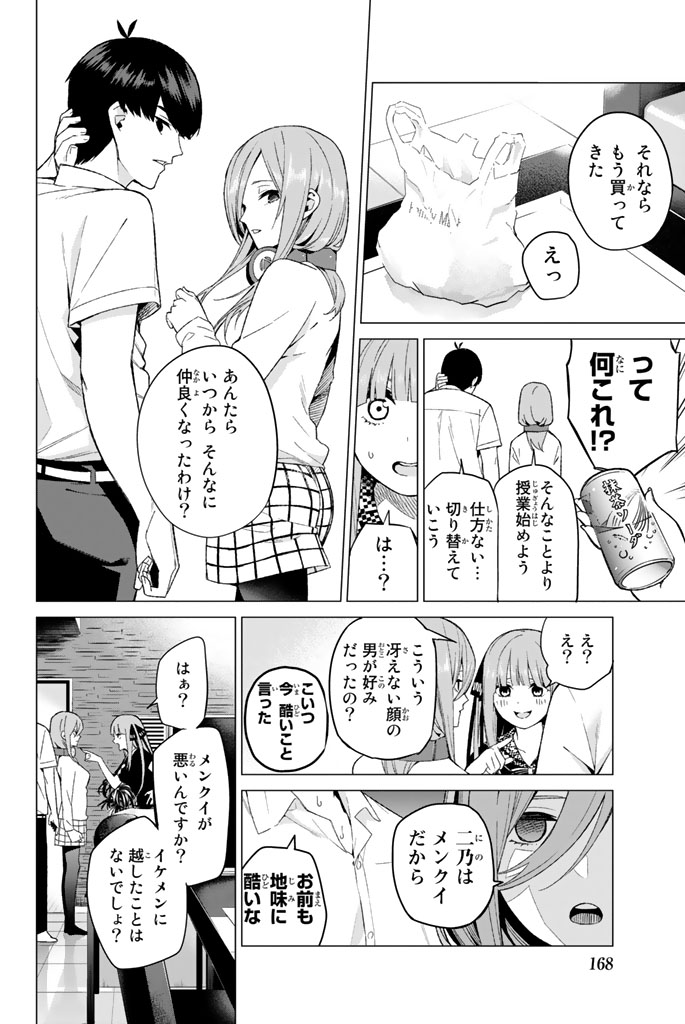 それなら
もう買って
きた
えっ
って
何これ!?
抹茶ソーダ
そんなことより
授業始めよう
仕方ない…
切り替えて
いこう
は…?
あんたら
いつから そんなに
仲良くなったわけ?
え?
え?
こういう
冴えない顔の
男が好み
だったの?
こいつ
今 酷いこと
言った
二乃は
メンクイ
だから
お前も
地味に
酷いな
はぁ?
メンクイが
悪いんですか?
イケメンに
越したことは
ないでしょ?
168